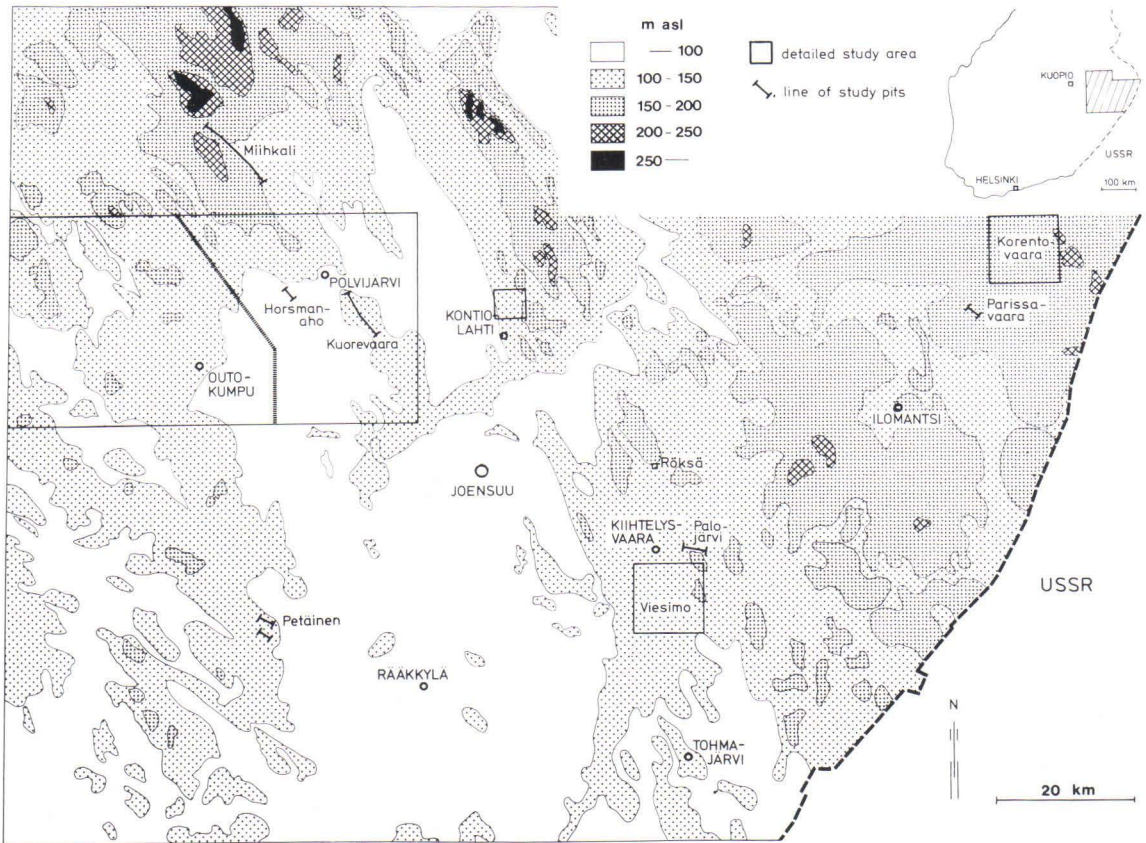 m asl
— 100
100 - 150
150 - 200
200 - 250
250 —
detailed study area
line of study pits
KUOPIO
USSR
HELSINKI
100 km
Miihkali
Korento-
vaara
POLVIJÄRVI
Horsman-
aho
Kuorevaara
KONTIO-
LAHTI
Parissa-
vaara
OUTO-
KUMPU
ILOMANTSI
JOENSUU
Röksä
KIIHTELYS-
VAARA
Palo-
järvi
Viesimo
USSR
Petäinen
RÄÄKKYLÄ
N
TOHMA-
JÄRVI
20 km